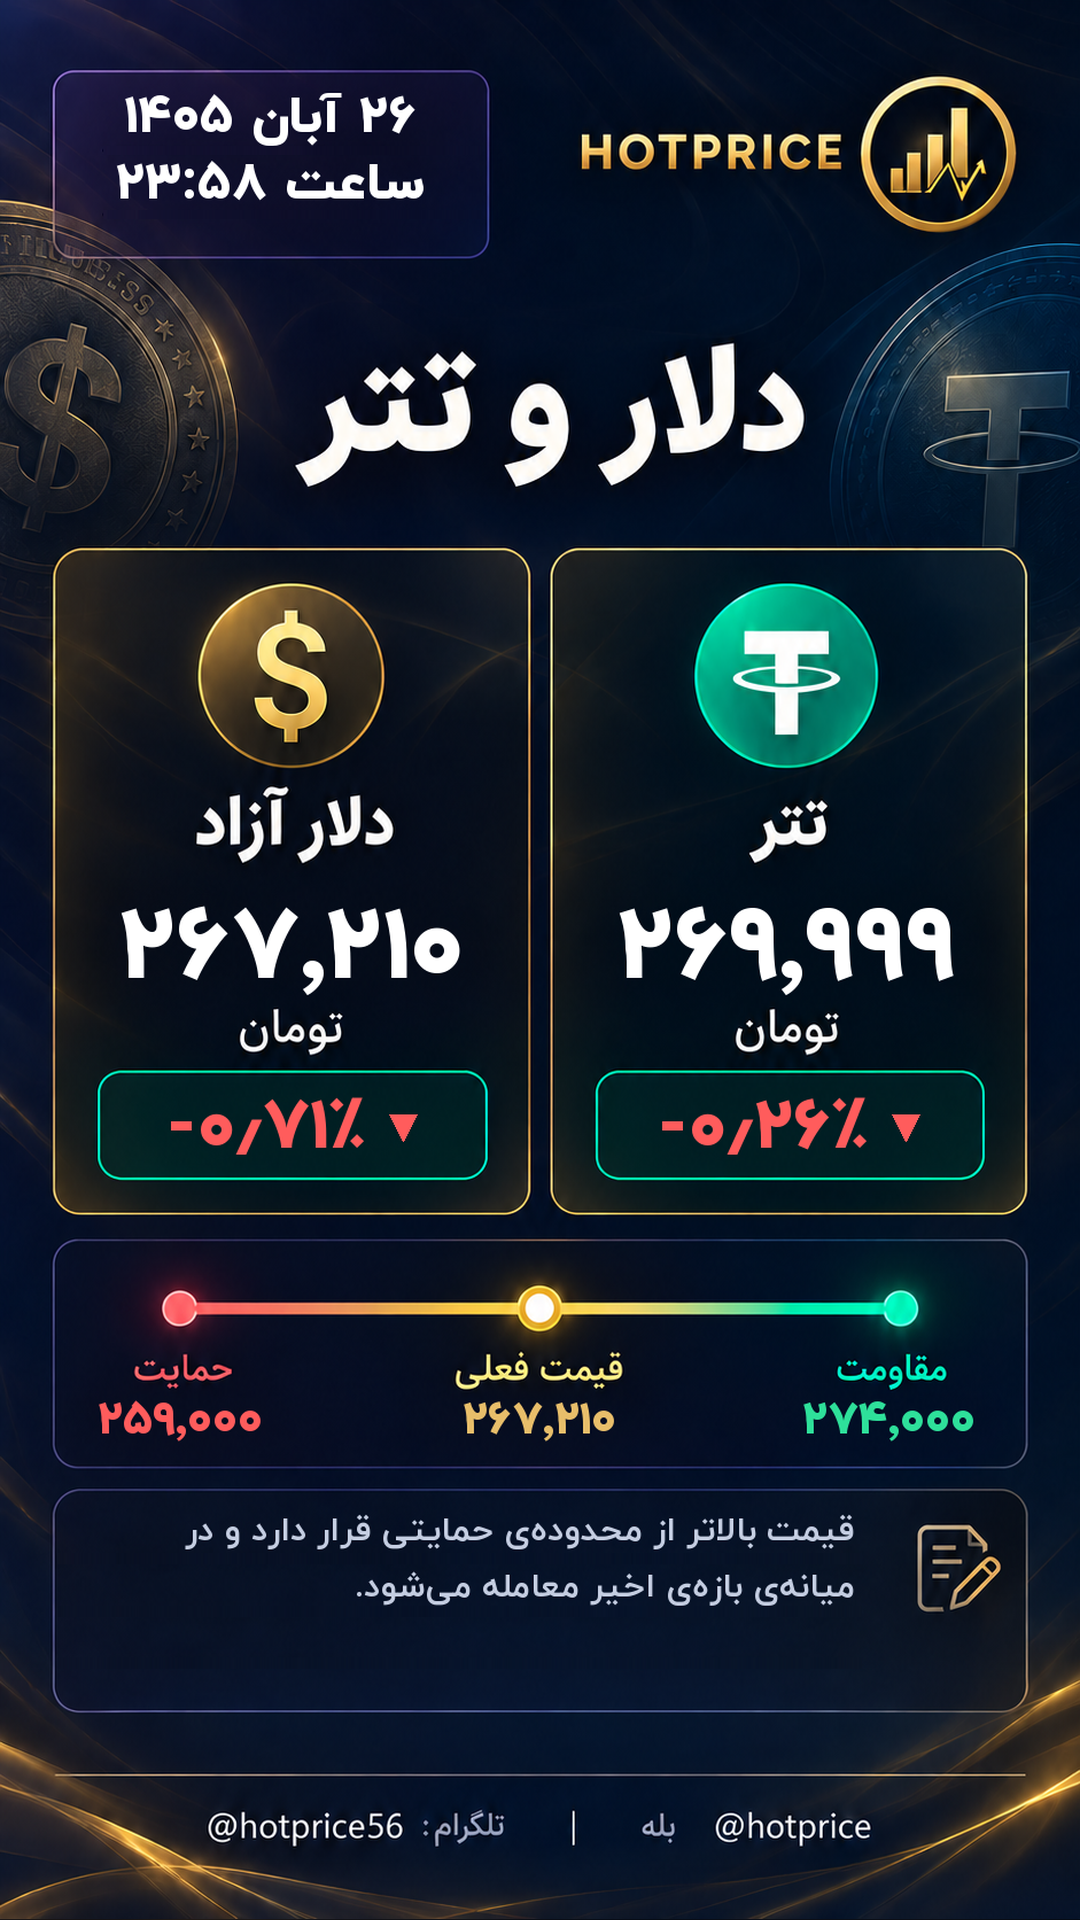 ۲۶ آبان ۱۴۰۵
ساعت ۲۳:۵۸
HOTPRICE
دلار و تتر
تتر
۲۶۹,۹۹۹
تومان
-۰٫۲۶٪ ▼
دلار آزاد
۲۶۷,۲۱۰
تومان
-۰٫۷۱٪ ▼
مقاومت
۲۷۴,۰۰۰
قیمت فعلی
۲۶۷,۲۱۰
حمایت
۲۵۹,۰۰۰
قیمت بالاتر از محدوده‌ی حمایتی قرار دارد و در
میانه‌ی بازه‌ی اخیر معامله می‌شود.
@hotprice بله | تلگرام: @hotprice56